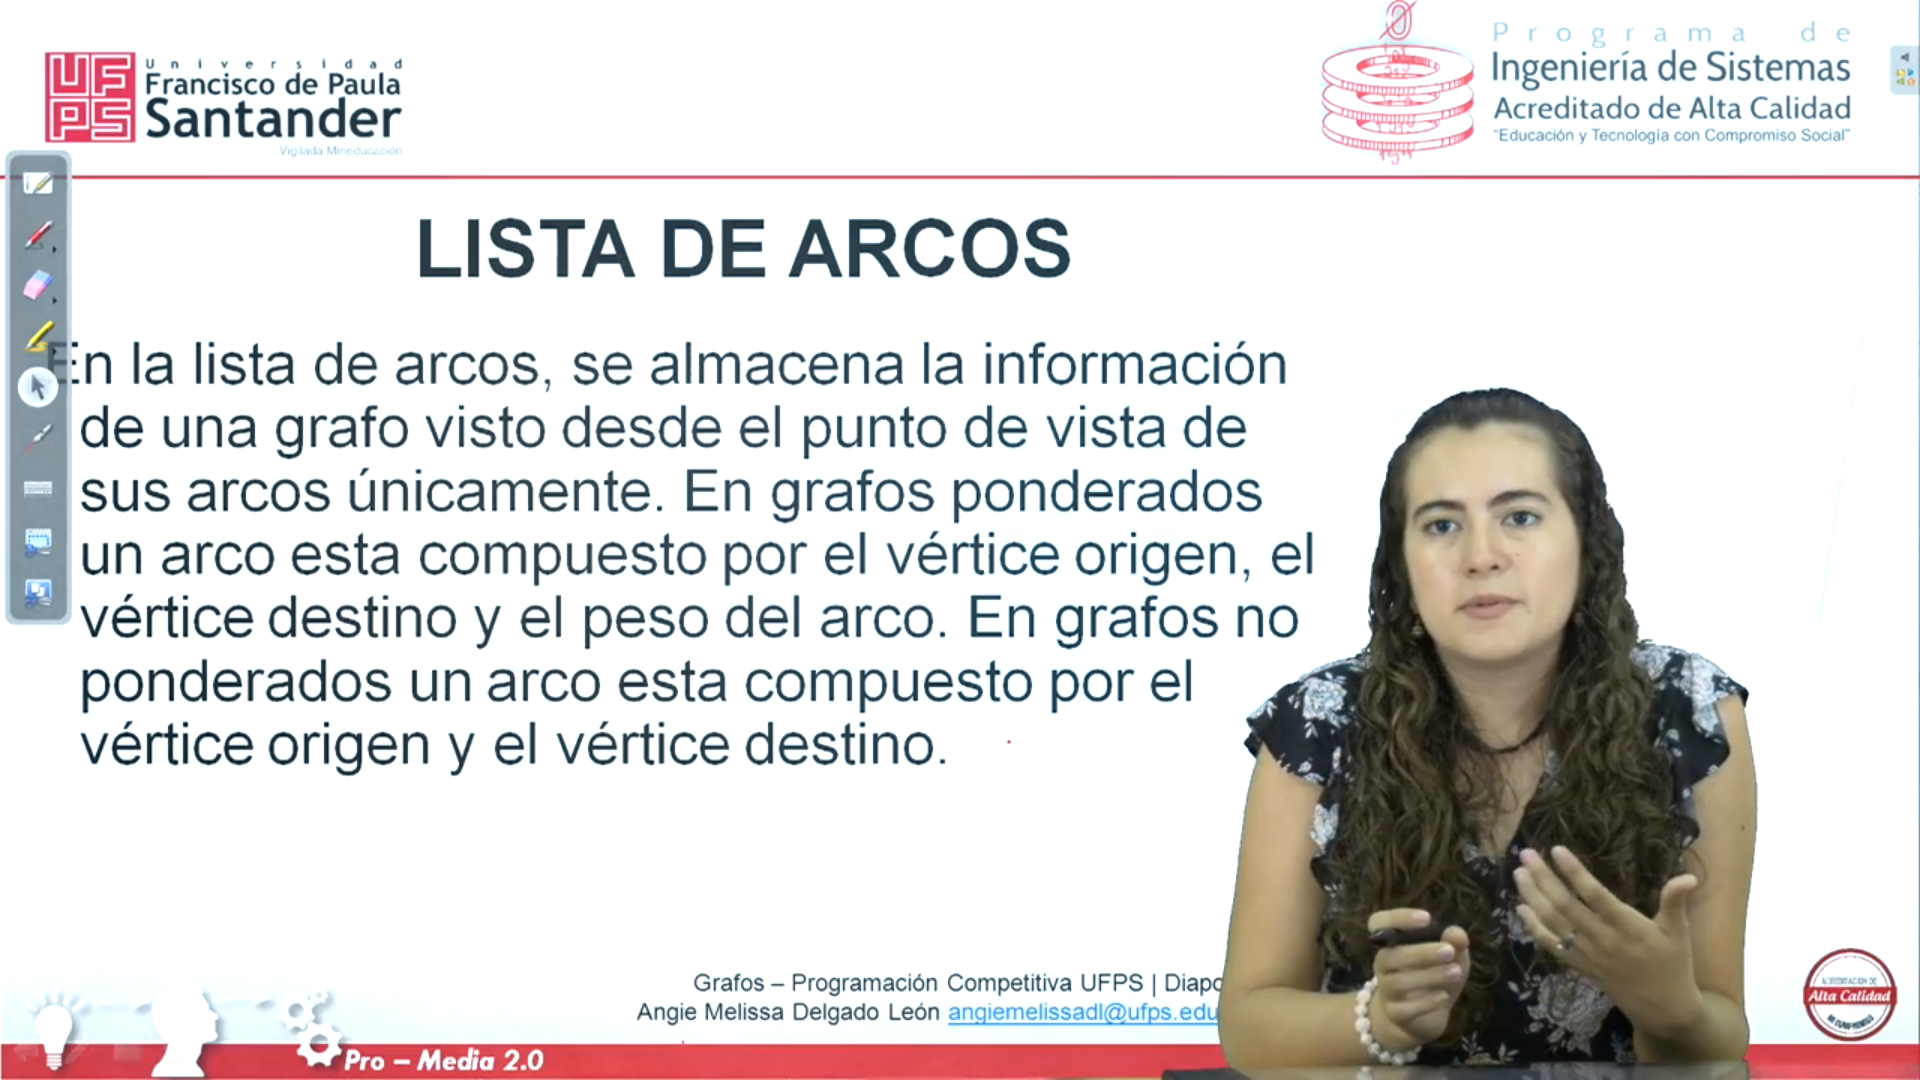 Universidad
Francisco de Paula
Santander
Vigilada Mineducación
Programa de
Ingeniería de Sistemas
Acreditado de Alta Calidad
"Educación y Tecnología con Compromiso Social"
LISTA DE ARCOS
En la lista de arcos, se almacena la información
de una grafo visto desde el punto de vista de
sus arcos únicamente. En grafos ponderados
un arco esta compuesto por el vértice origen, el
vértice destino y el peso del arco. En grafos no
ponderados un arco esta compuesto por el
vértice origen y el vértice destino.
Grafos – Programación Competitiva UFPS | Diapo
Angie Melissa Delgado León angiemelissadl@ufps.edu
Pro – Media 2.0
ACREDITACIÓN DE
Alta Calidad
UFPS